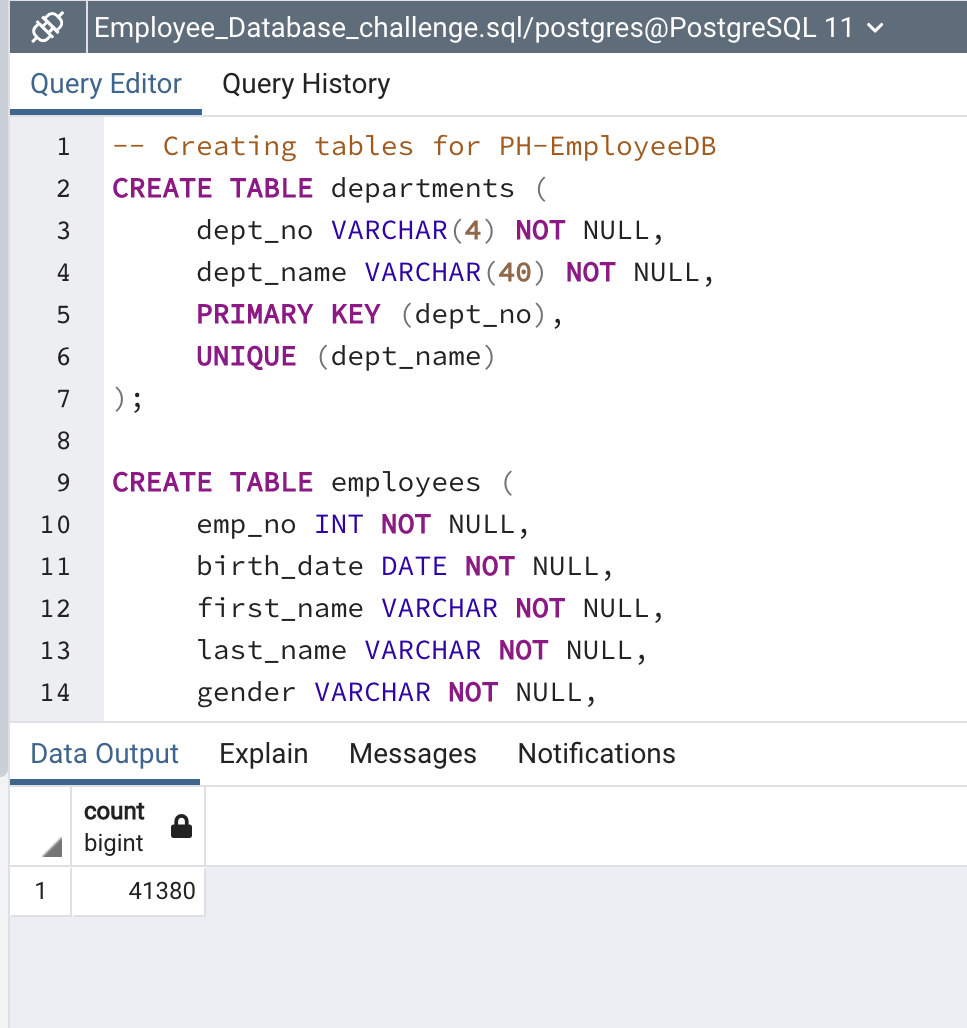 Employee_Database_challenge.sql/postgres@PostgreSQL 11
Query Editor Query History
1 -- Creating tables for PH-EmployeeDB
2 CREATE TABLE departments (
3 dept_no VARCHAR(4) NOT NULL,
4 dept_name VARCHAR(40) NOT NULL,
5 PRIMARY KEY (dept_no),
6 UNIQUE (dept_name)
7 );
8
9 CREATE TABLE employees (
10 emp_no INT NOT NULL,
11 birth_date DATE NOT NULL,
12 first_name VARCHAR NOT NULL,
13 last_name VARCHAR NOT NULL,
14 gender VARCHAR NOT NULL,
Data Output Explain Messages Notifications
count
bigint
1 41380